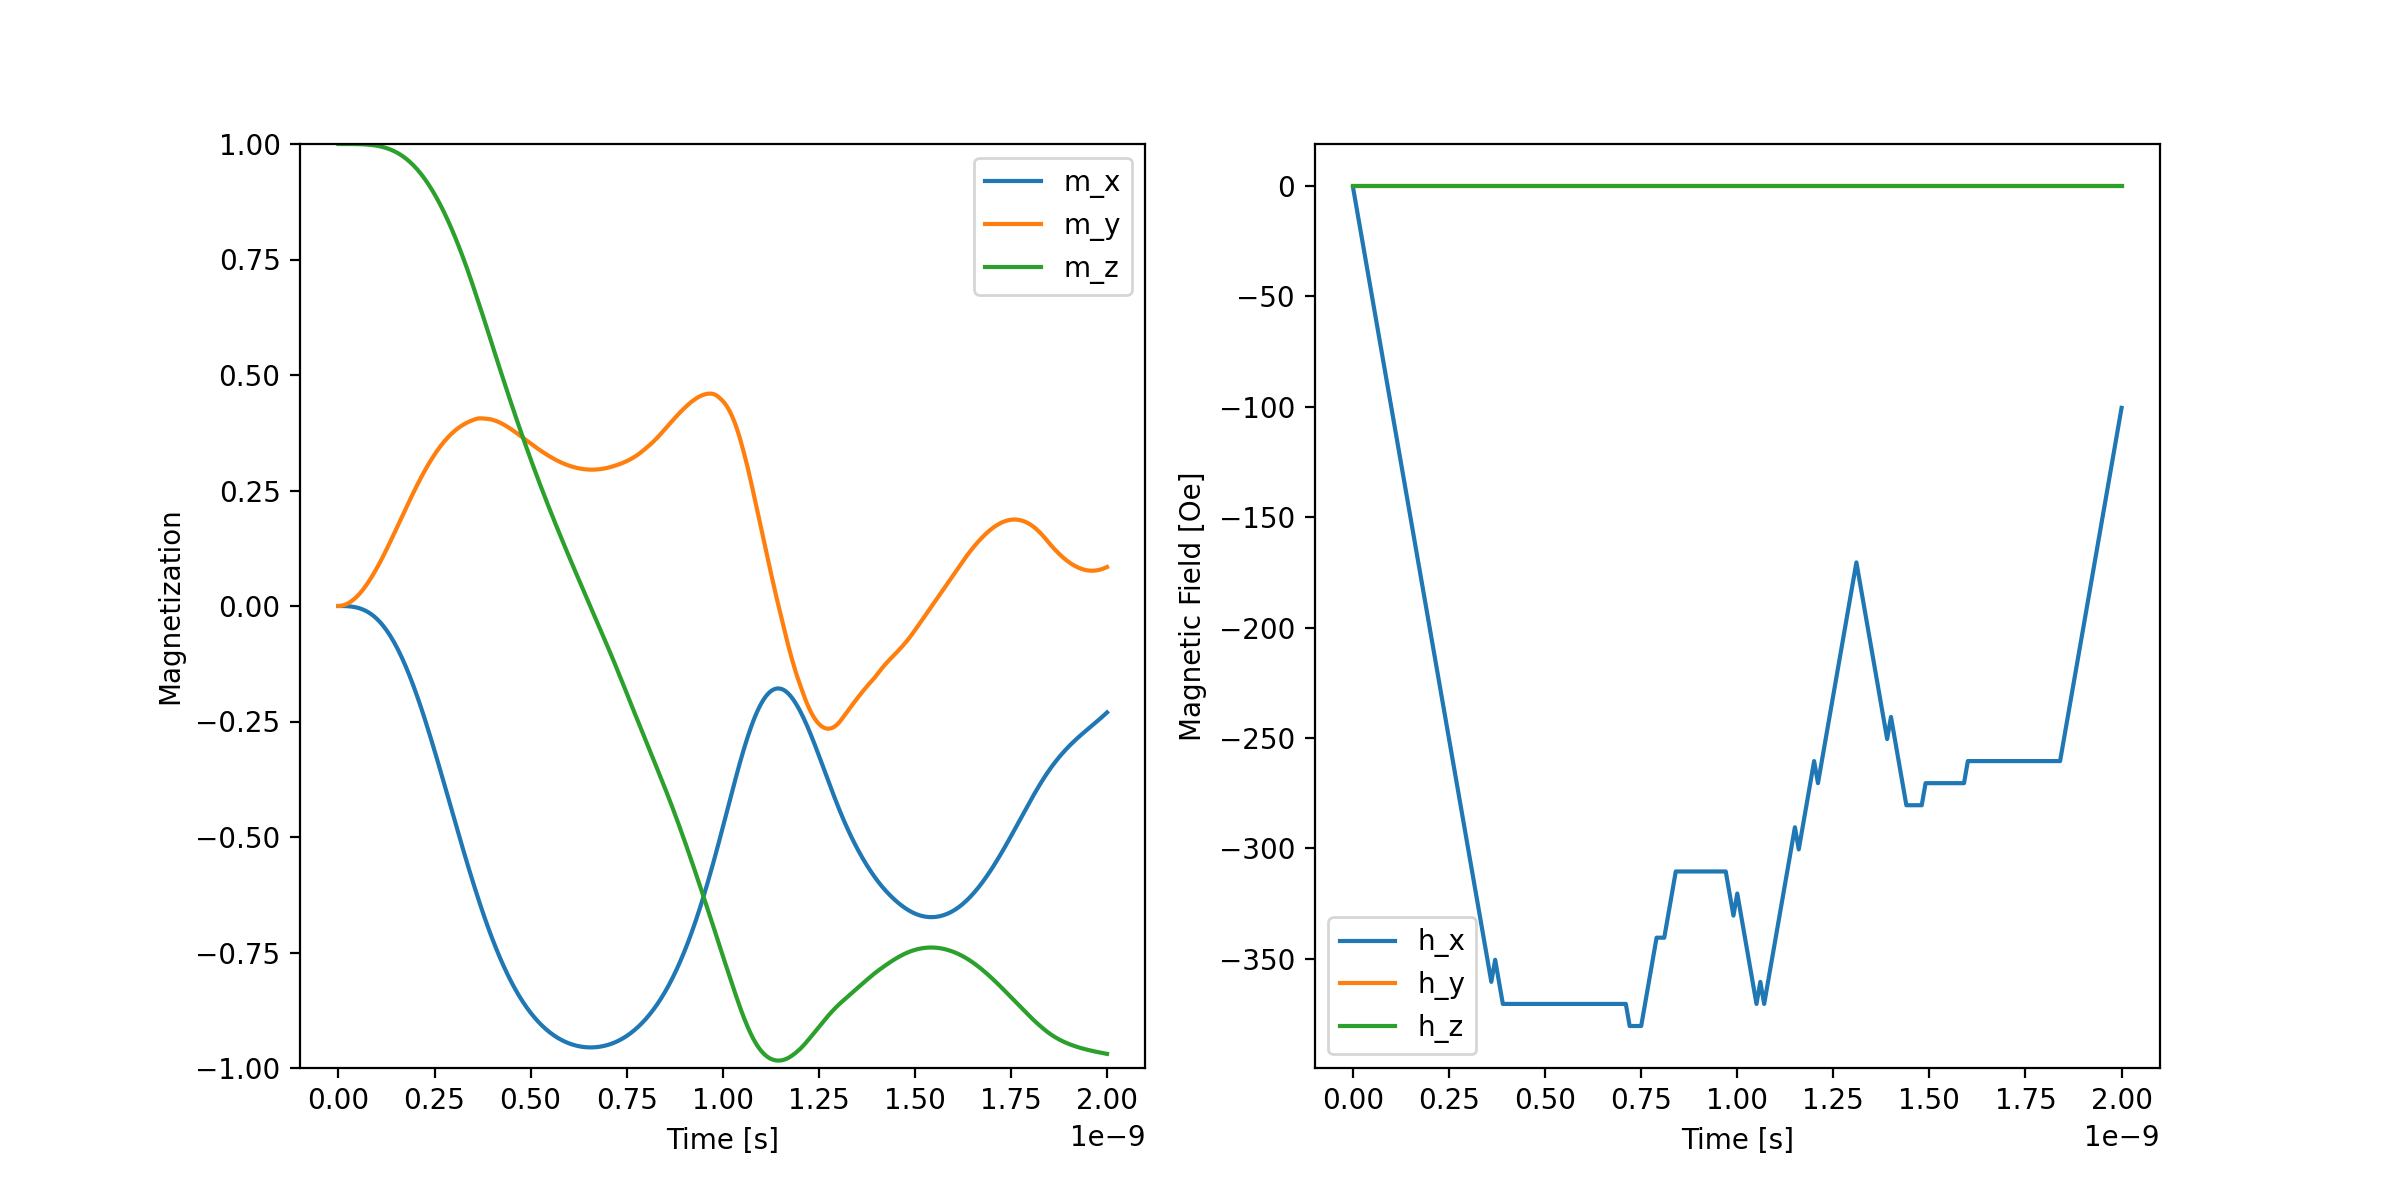 1.00
0.75
0.50
0.25
0.00
−0.25
−0.50
−0.75
−1.00
Magnetization
m_x
m_y
m_z
0.00 0.25 0.50 0.75 1.00 1.25 1.50 1.75 2.00
Time [s]
1e−9
0
−50
−100
−150
−200
−250
−300
−350
Magnetic Field [Oe]
h_x
h_y
h_z
0.00 0.25 0.50 0.75 1.00 1.25 1.50 1.75 2.00
Time [s]
1e−9